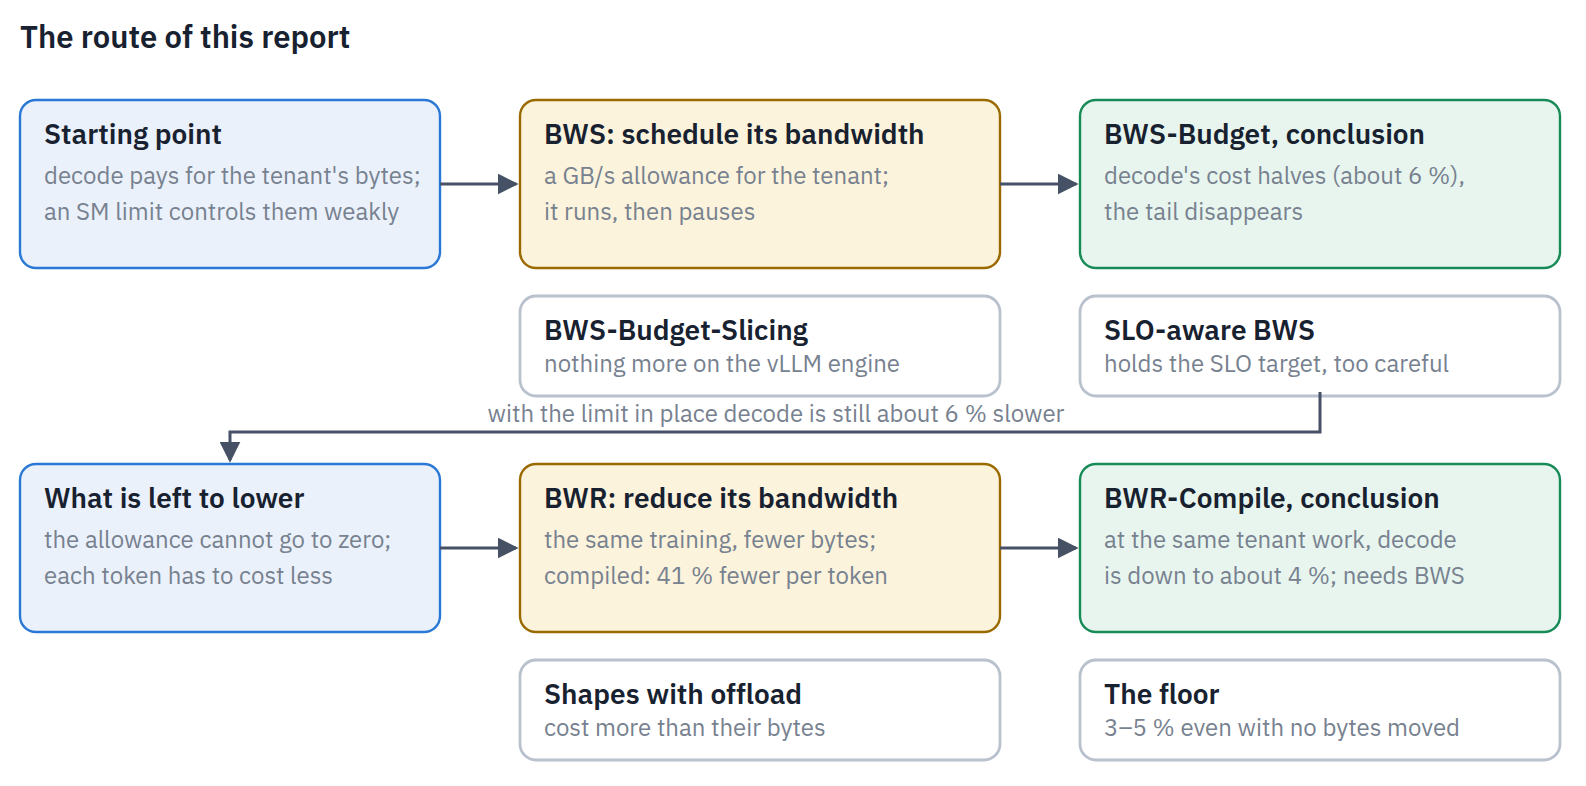 The route of this report
Starting point
decode pays for the tenant's bytes;
an SM limit controls them weakly
BWS: schedule its bandwidth
a GB/s allowance for the tenant;
it runs, then pauses
BWS-Budget, conclusion
decode's cost halves (about 6 %),
the tail disappears
BWS-Budget-Slicing
nothing more on the vLLM engine
SLO-aware BWS
holds the SLO target, too careful
with the limit in place decode is still about 6 % slower
What is left to lower
the allowance cannot go to zero;
each token has to cost less
BWR: reduce its bandwidth
the same training, fewer bytes;
compiled: 41 % fewer per token
BWR-Compile, conclusion
at the same tenant work, decode
is down to about 4 %; needs BWS
Shapes with offload
cost more than their bytes
The floor
3–5 % even with no bytes moved